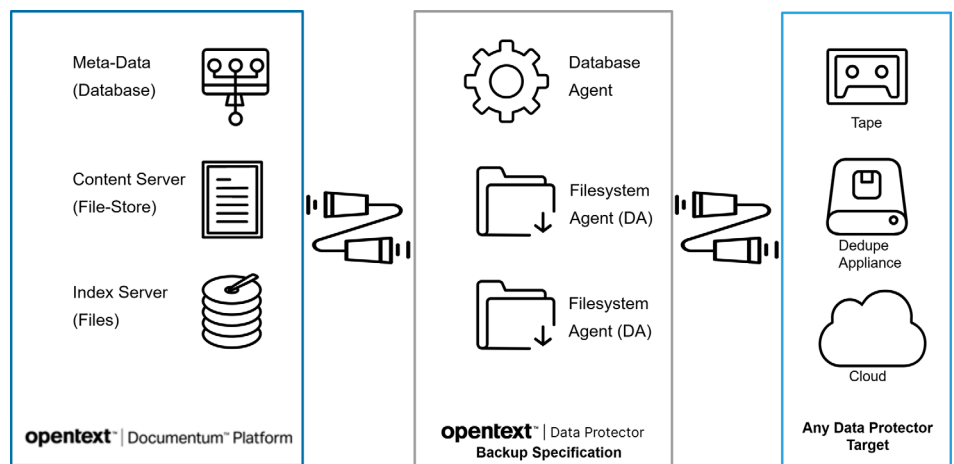 Meta-Data
(Database)
Content Server
(File-Store)
Index Server
(Files)
opentext™ | Documentum™ Platform
Database
Agent
Filesystem
Agent (DA)
Filesystem
Agent (DA)
opentext™ | Data Protector
Backup Specification
Tape
Dedupe
Appliance
Cloud
Any Data Protector
Target